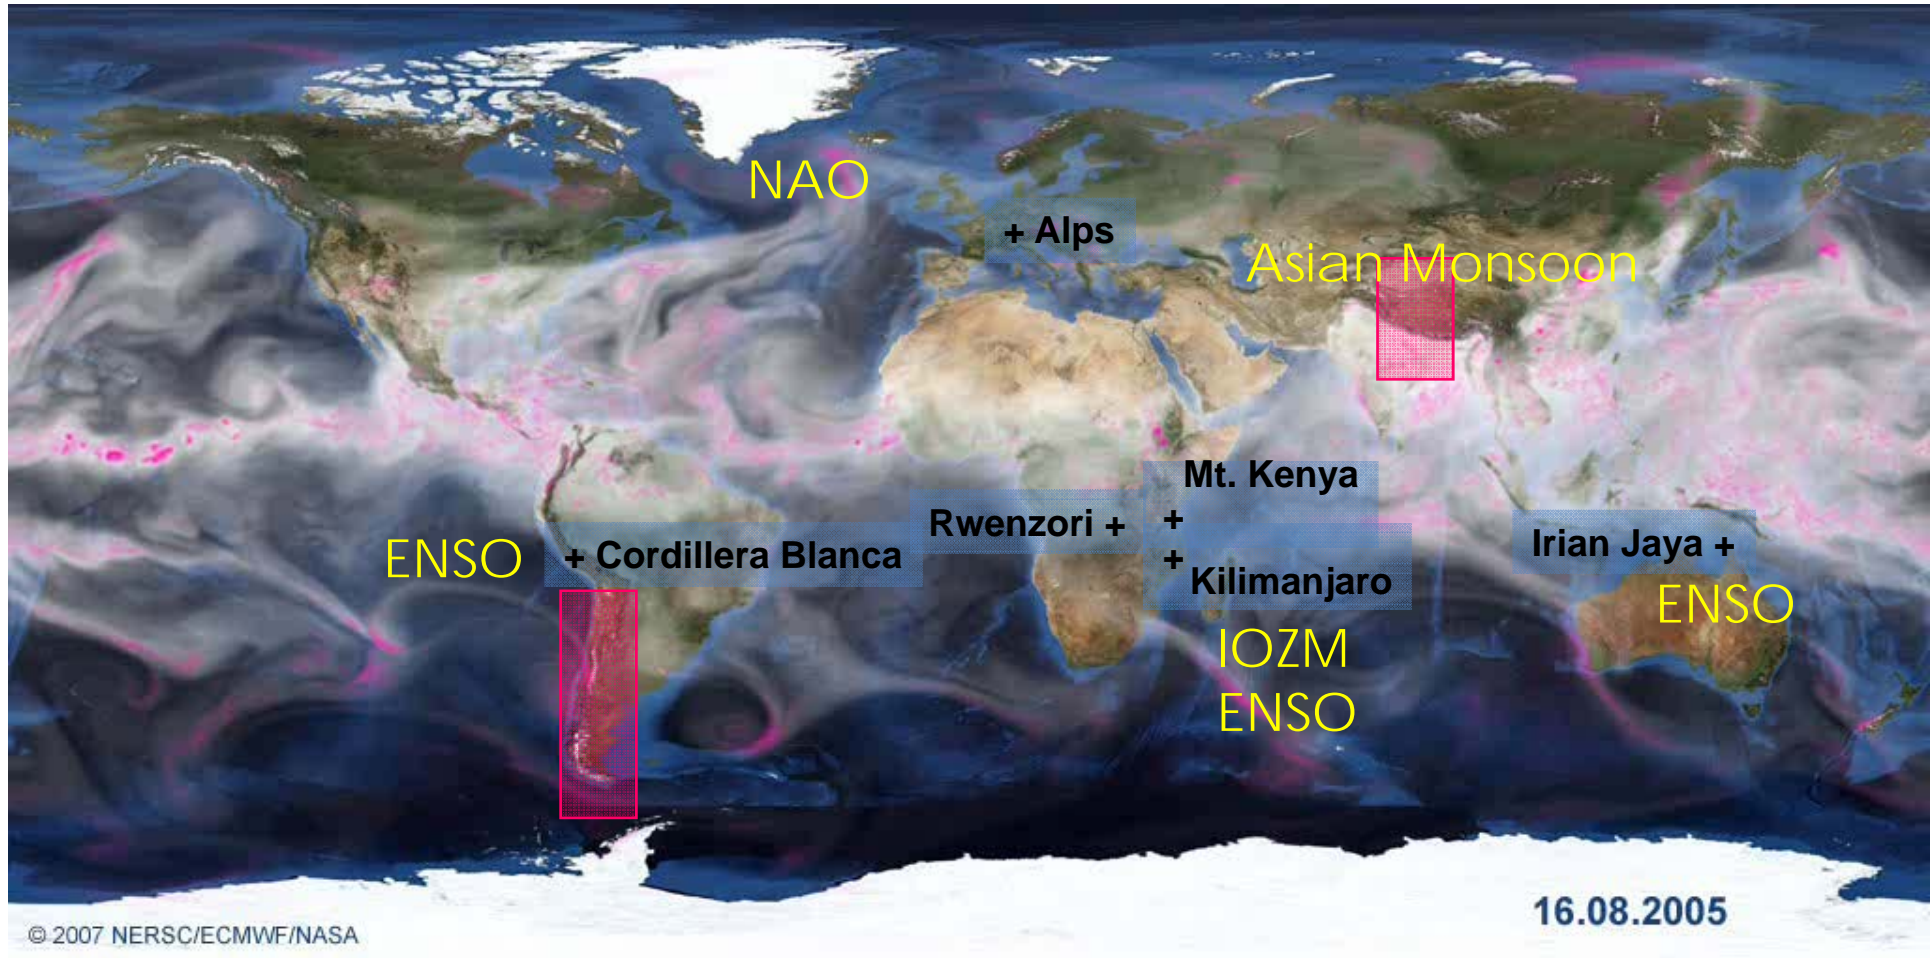 NAO
+ Alps
Asian Monsoon
Mt. Kenya
+
Rwenzori +
ENSO
+ Cordillera Blanca
+
Kilimanjaro
Irian Jaya +
ENSO
IOZM
ENSO
16.08.2005
© 2007 NERSC/ECMWF/NASA